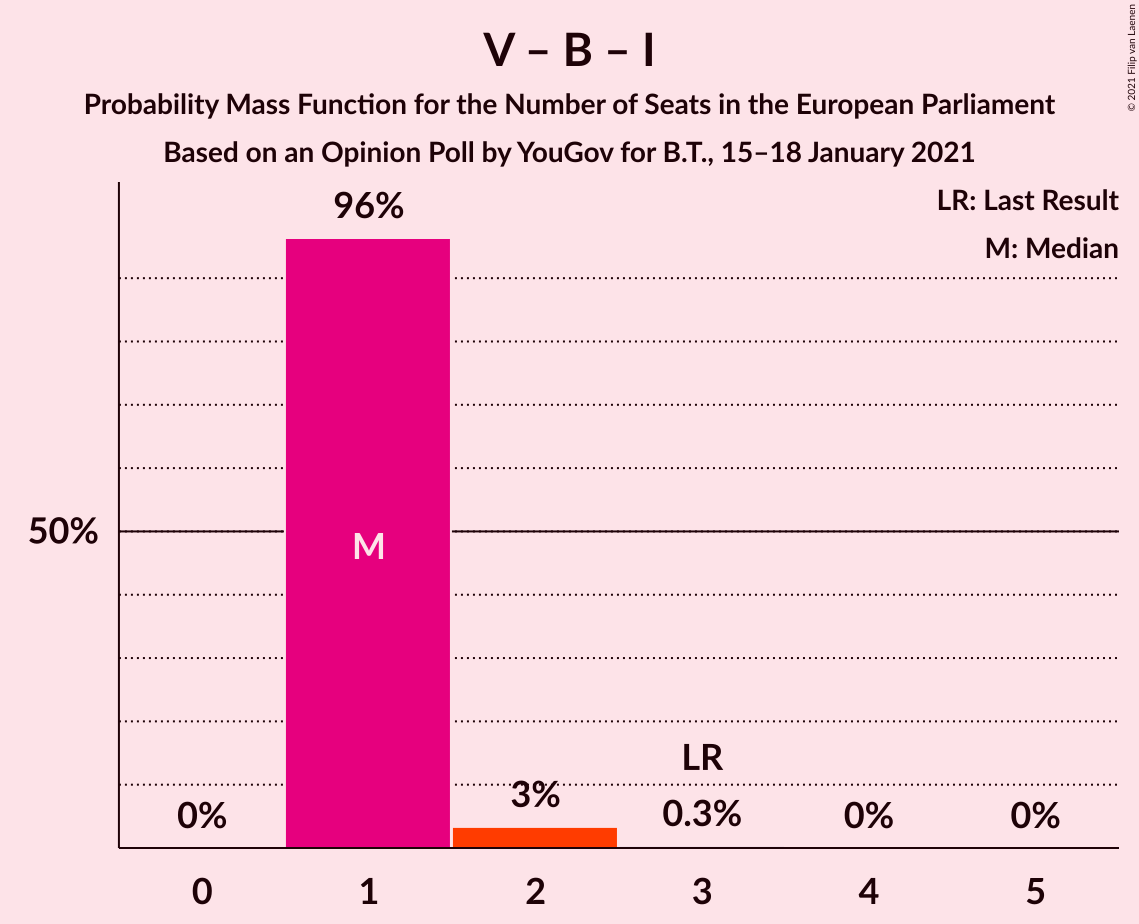 V – B – I
Probability Mass Function for the Number of Seats in the European Parliament
Based on an Opinion Poll by YouGov for B.T., 15–18 January 2021
© 2021 Filip van Laenen
LR: Last Result
M: Median
96%
50%
M
LR
0%
3%
0.3%
0%
0%
0 1 2 3 4 5